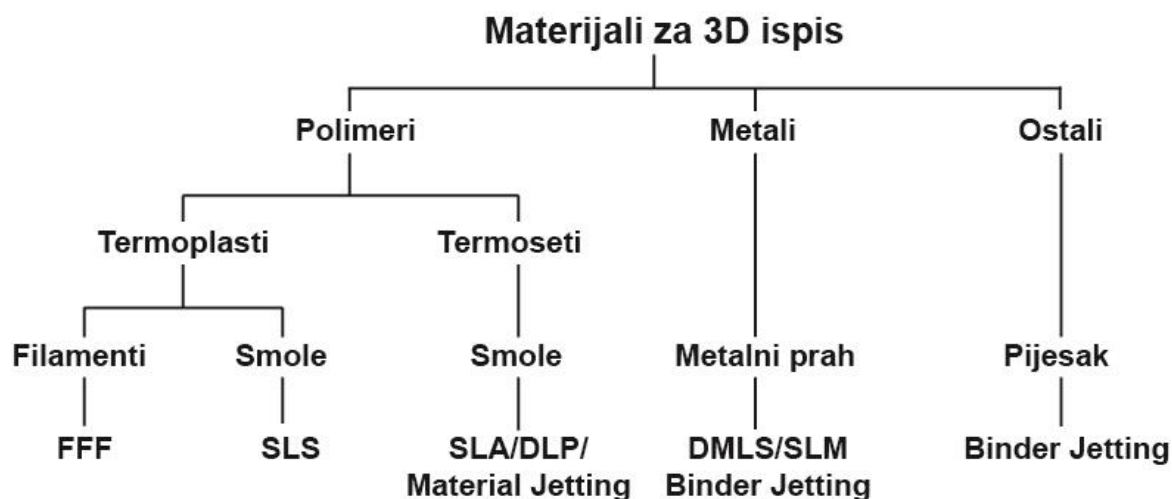 Materijali za 3D ispis
Polimeri
Metali
Ostali
Termoplasti
Termoseti
Filamenti
Smole
Smole
Metalni prah
Pijesak
FFF
SLS
SLA/DLP/
Material Jetting
DMLS/SLM
Binder Jetting
Binder Jetting